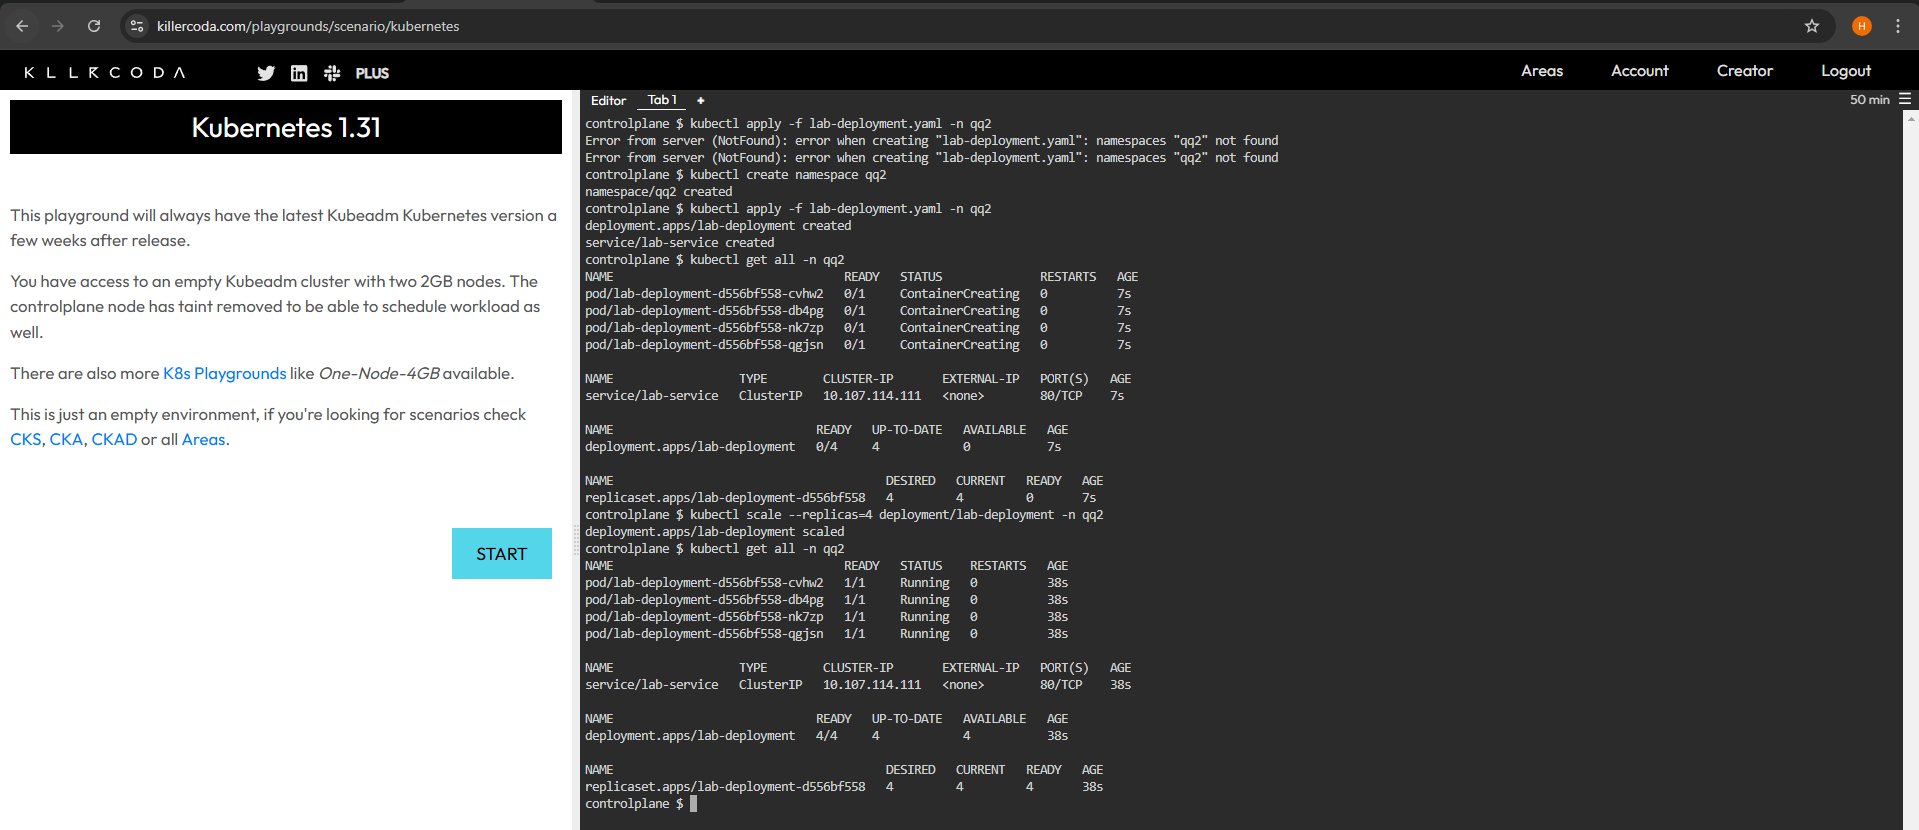 killercoda.com/playgrounds/scenario/kubernetes
H
KLLRCODA
PLUS
Areas
Account
Creator
Logout
Kubernetes 1.31
This playground will always have the latest Kubeadm Kubernetes version a
few weeks after release.
You have access to an empty Kubeadm cluster with two 2GB nodes. The
controlplane node has taint removed to be able to schedule workload as
well.
There are also more K8s Playgrounds like One-Node-4GB available.
This is just an empty environment, if you're looking for scenarios check
CKS, CKA, CKAD or all Areas.
START
Editor Tab 1 +
50 min
controlplane $ kubectl apply -f lab-deployment.yaml -n qq2
Error from server (NotFound): error when creating "lab-deployment.yaml": namespaces "qq2" not found
Error from server (NotFound): error when creating "lab-deployment.yaml": namespaces "qq2" not found
controlplane $ kubectl create namespace qq2
namespace/qq2 created
controlplane $ kubectl apply -f lab-deployment.yaml -n qq2
deployment.apps/lab-deployment created
service/lab-service created
controlplane $ kubectl get all -n qq2
NAME READY STATUS RESTARTS AGE
pod/lab-deployment-d556bf558-cvhw2 0/1 ContainerCreating 0 7s
pod/lab-deployment-d556bf558-db4pg 0/1 ContainerCreating 0 7s
pod/lab-deployment-d556bf558-nk7zp 0/1 ContainerCreating 0 7s
pod/lab-deployment-d556bf558-qgjsn 0/1 ContainerCreating 0 7s
NAME TYPE CLUSTER-IP EXTERNAL-IP PORT(S) AGE
service/lab-service ClusterIP 10.107.114.111 <none> 80/TCP 7s
NAME READY UP-TO-DATE AVAILABLE AGE
deployment.apps/lab-deployment 0/4 4 0 7s
NAME DESIRED CURRENT READY AGE
replicaset.apps/lab-deployment-d556bf558 4 4 0 7s
controlplane $ kubectl scale --replicas=4 deployment/lab-deployment -n qq2
deployment.apps/lab-deployment scaled
controlplane $ kubectl get all -n qq2
NAME READY STATUS RESTARTS AGE
pod/lab-deployment-d556bf558-cvhw2 1/1 Running 0 38s
pod/lab-deployment-d556bf558-db4pg 1/1 Running 0 38s
pod/lab-deployment-d556bf558-nk7zp 1/1 Running 0 38s
pod/lab-deployment-d556bf558-qgjsn 1/1 Running 0 38s
NAME TYPE CLUSTER-IP EXTERNAL-IP PORT(S) AGE
service/lab-service ClusterIP 10.107.114.111 <none> 80/TCP 38s
NAME READY UP-TO-DATE AVAILABLE AGE
deployment.apps/lab-deployment 4/4 4 4 38s
NAME DESIRED CURRENT READY AGE
replicaset.apps/lab-deployment-d556bf558 4 4 4 38s
controlplane $